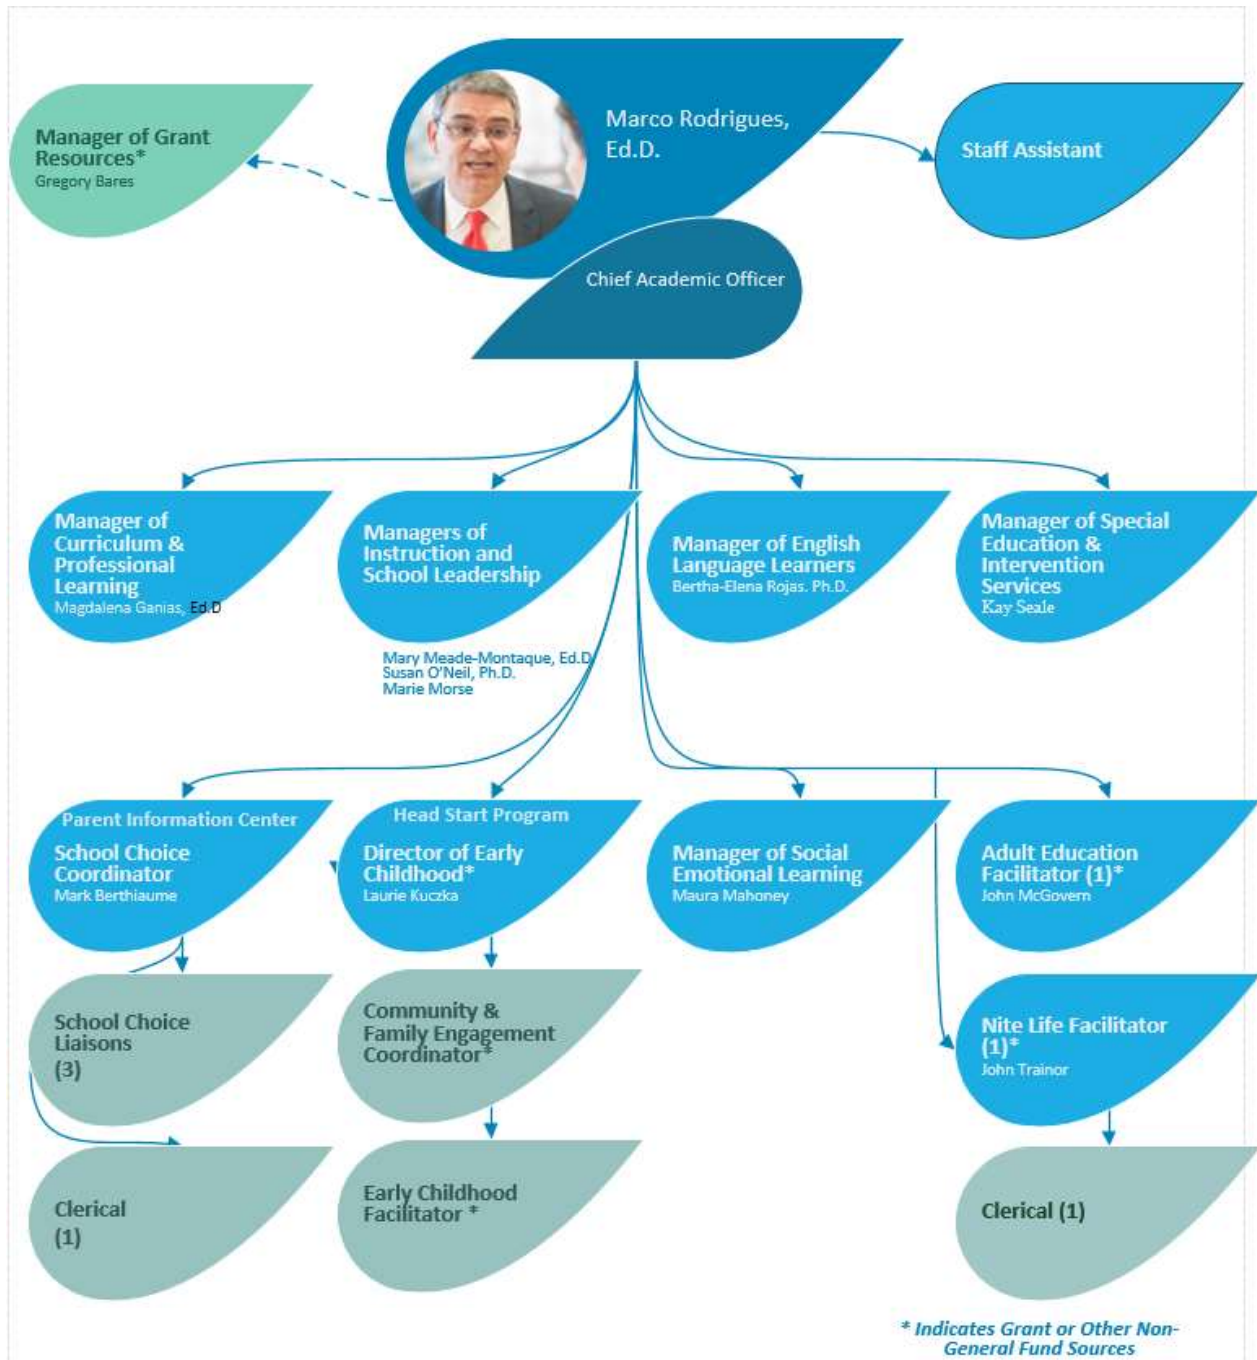 Manager of Grant
Resources*
Gregory Bares
Marco Rodrigues,
Ed.D.
Staff Assistant
Chief Academic Officer
Manager of
Curriculum &
Professional
Learning
Magdalena Ganias, Ed.D
Managers of
Instruction and
School Leadership
Mary Meade-Montaque, Ed.D
Susan O'Neil, Ph.D.
Marie Morse
Manager of English
Language Learners
Bertha-Elena Rojas. Ph.D.
Manager of Special
Education &
Intervention
Services
Kay Seale
Parent Information Center
School Choice
Coordinator
Mark Berthiaume
Head Start Program
Director of Early
Childhood*
Laurie Kuczka
Manager of Social
Emotional Learning
Maura Mahoney
Adult Education
Facilitator (1)*
John McGovern
School Choice
Liaisons
(3)
Community &
Family Engagement
Coordinator*
Nite Life Facilitator
(1)*
John Trainor
Clerical
(1)
Early Childhood
Facilitator *
Clerical (1)
* Indicates Grant or Other Non-
General Fund Sources